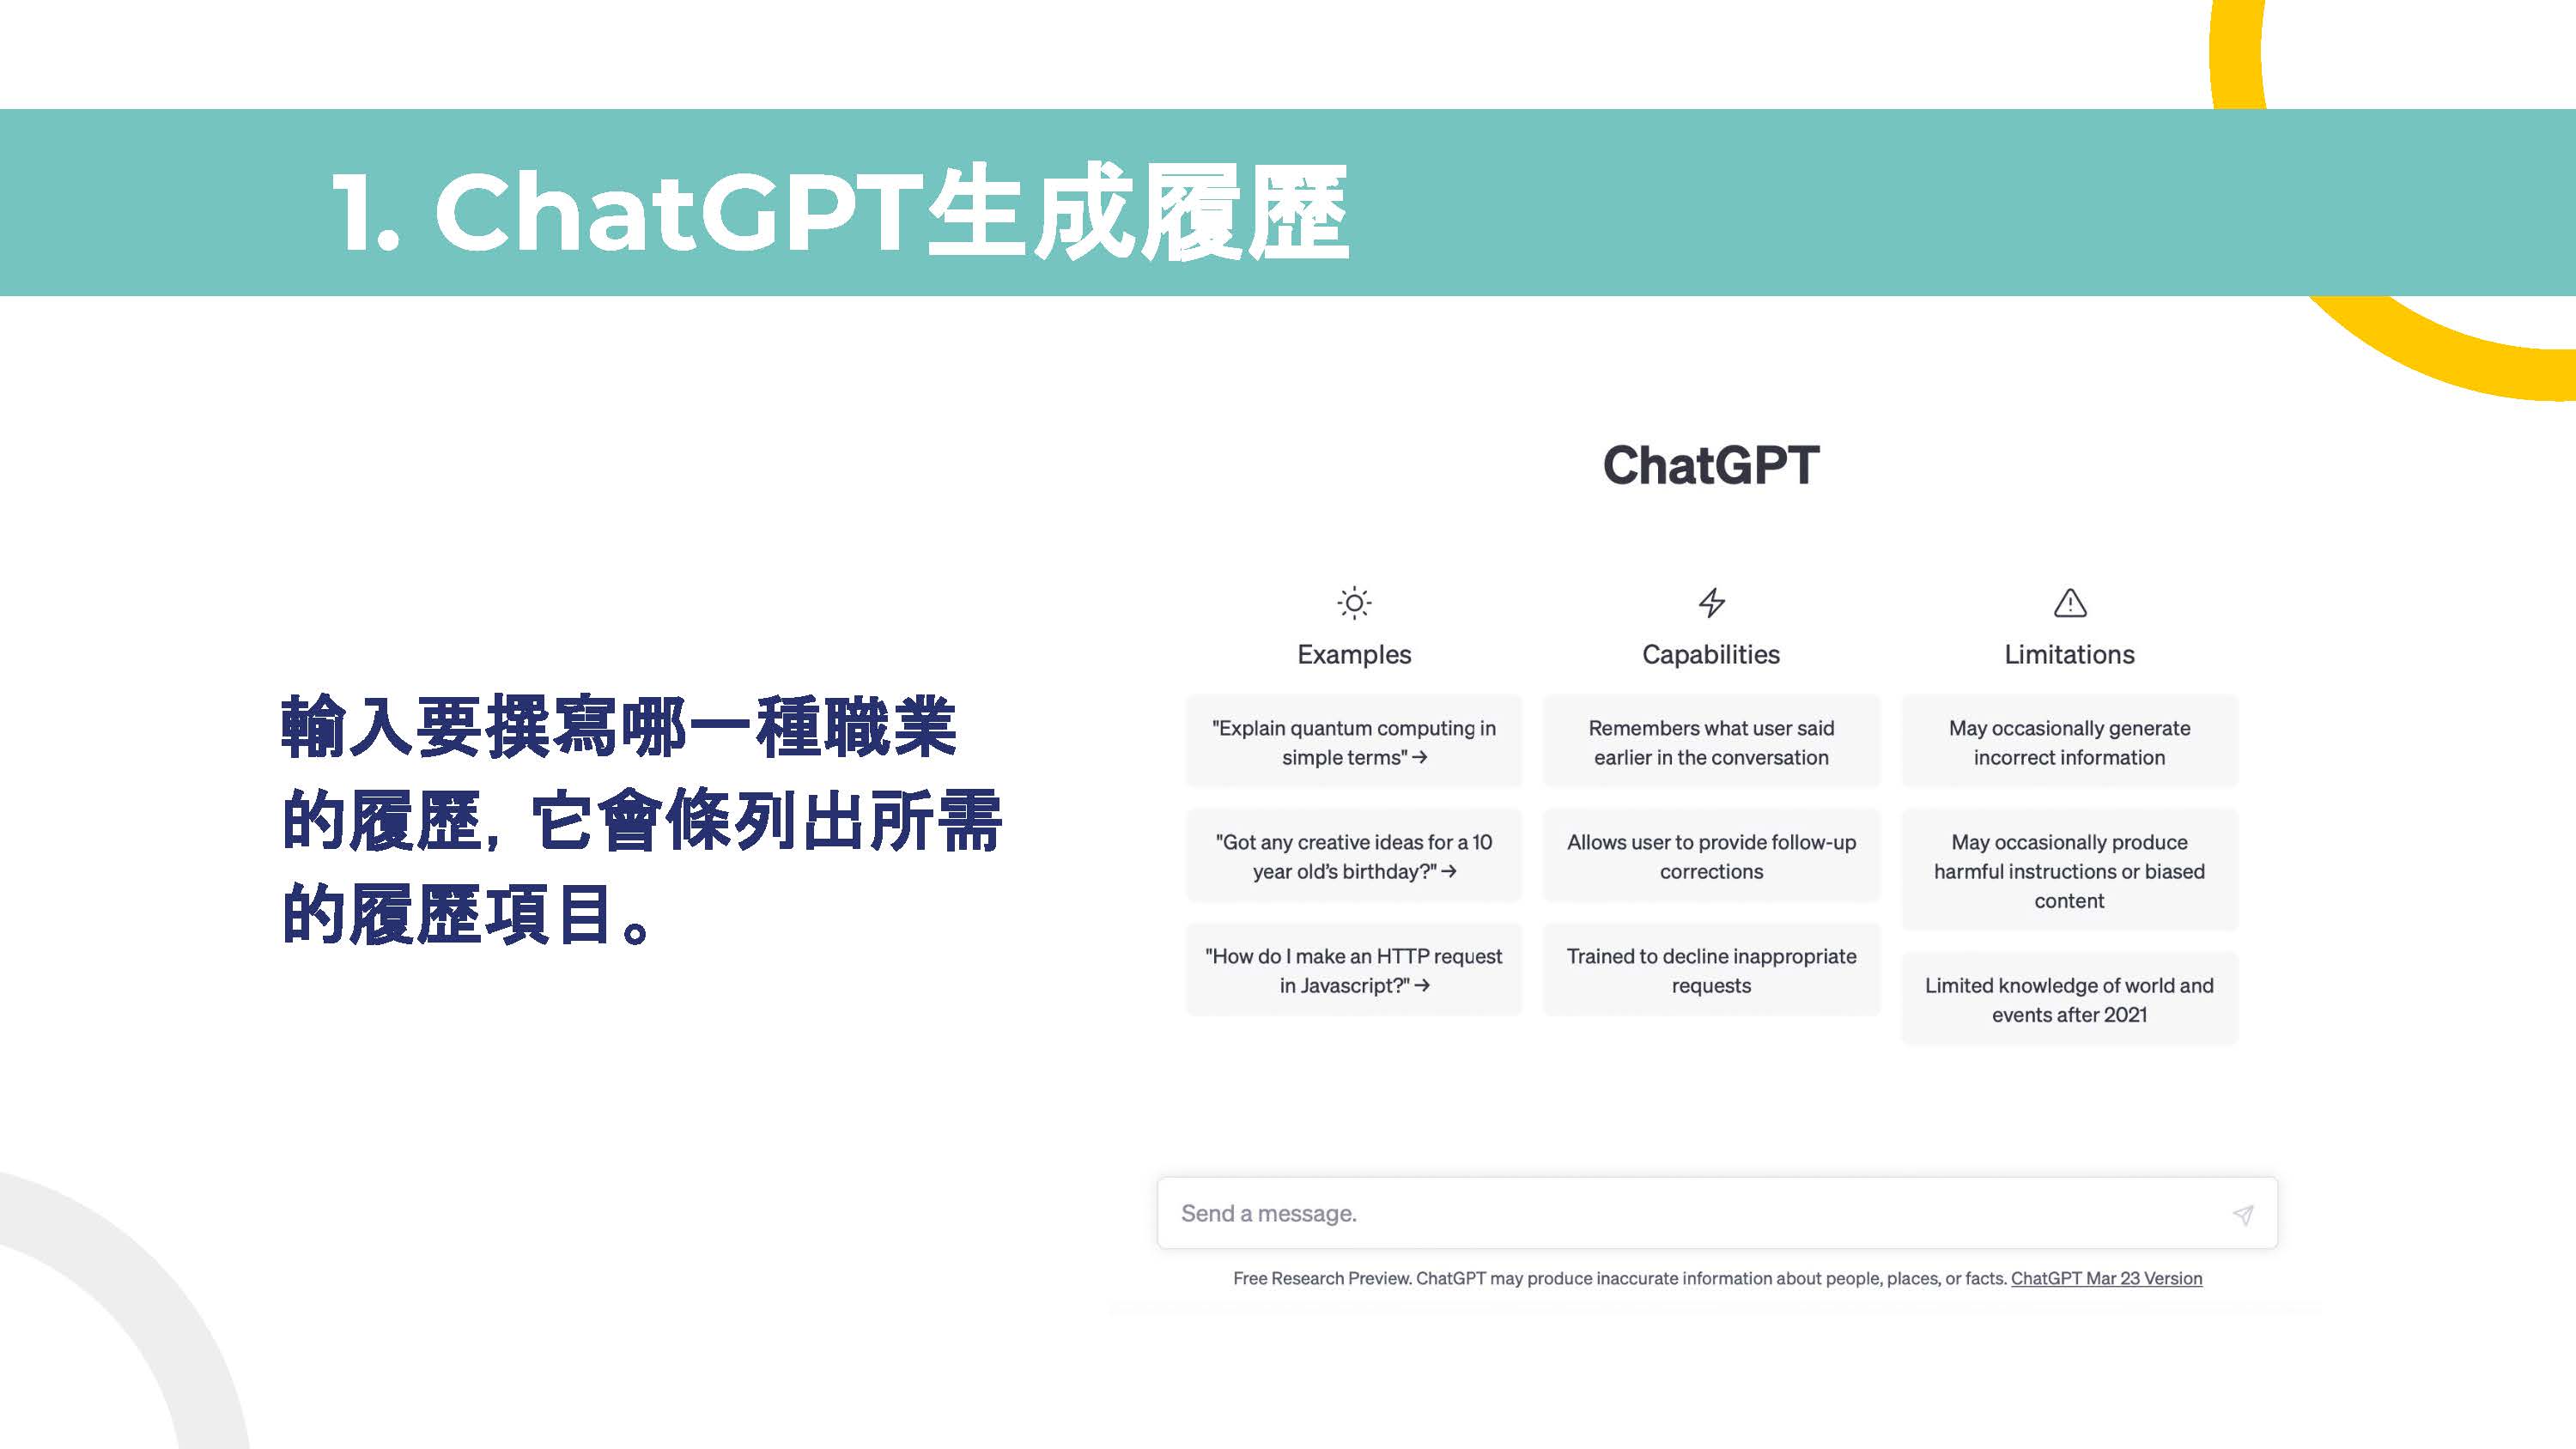 1. ChatGPT生成履歷
輸入要撰寫哪一種職業
的履歷，它會條列出所需
的履歷項目。
ChatGPT
Examples
"Explain quantum computing in
simple terms" →
"Got any creative ideas for a 10
year old's birthday?" →
"How do I make an HTTP request
in Javascript?" →
Capabilities
Remembers what user said
earlier in the conversation
Allows user to provide follow-up
corrections
Trained to decline inappropriate
requests
Limitations
May occasionally generate
incorrect information
May occasionally produce
harmful instructions or biased
content
Limited knowledge of world and
events after 2021
Send a message.
Free Research Preview. ChatGPT may produce inaccurate information about people, places, or facts. ChatGPT Mar 23 Version